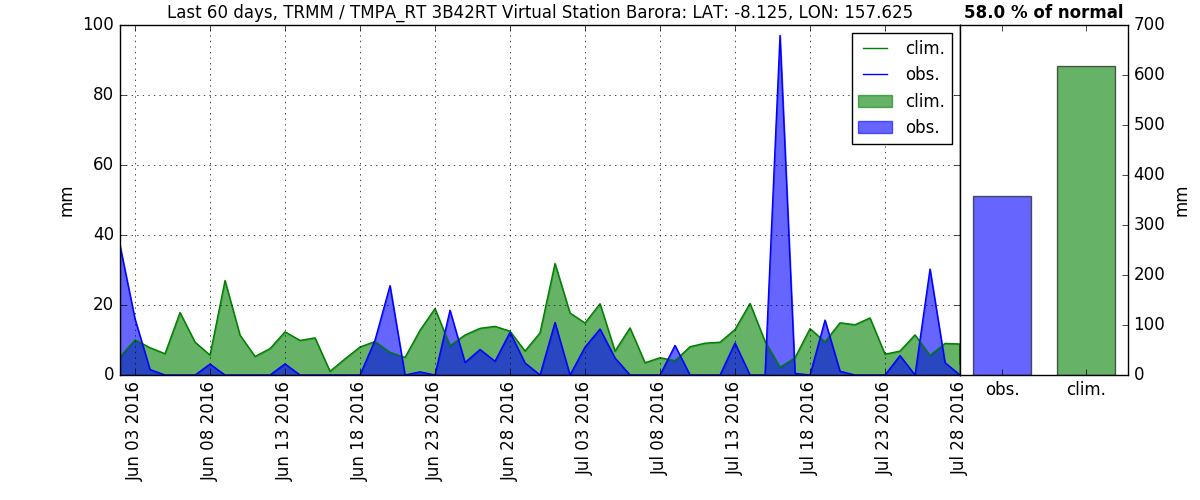 Last 60 days, TRMM / TMPA_RT 3B42RT Virtual Station Barora: LAT: -8.125, LON: 157.625
58.0 % of normal
100
80
60
40
20
0
mm
clim.
obs.
clim.
obs.
Jun 03 2016
Jun 08 2016
Jun 13 2016
Jun 18 2016
Jun 23 2016
Jun 28 2016
Jul 03 2016
Jul 08 2016
Jul 13 2016
Jul 18 2016
Jul 23 2016
Jul 28 2016
700
600
500
400
300
200
100
0
mm
obs.
clim.